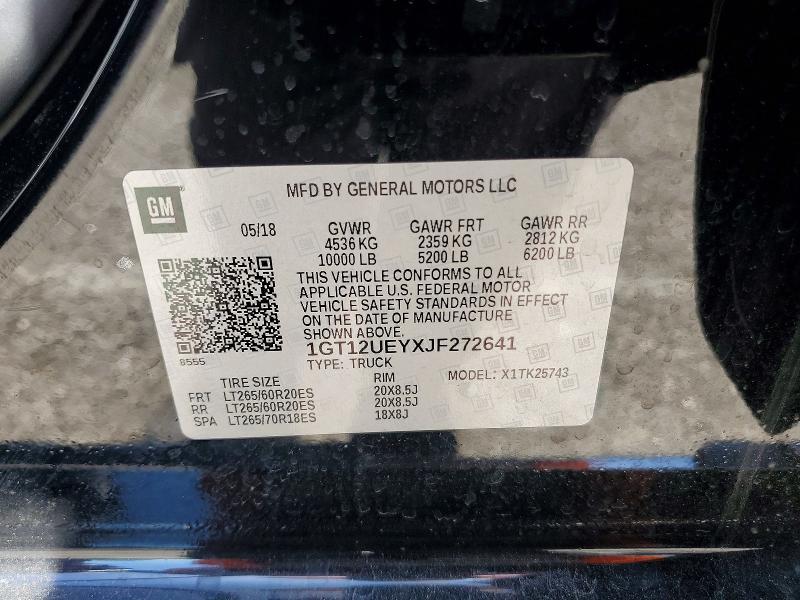 MFD BY GENERAL MOTORS LLC
GM
05/18 GVWR GAWR FRT GAWR RR
4536 KG 2359 KG 2812 KG
10000 LB 5200 LB 6200 LB
THIS VEHICLE CONFORMS TO ALL
APPLICABLE U.S. FEDERAL MOTOR
VEHICLE SAFETY STANDARDS IN EFFECT
ON THE DATE OF MANUFACTURE
SHOWN ABOVE.
1GT12UEYXJF272641
8555
TYPE: TRUCK MODEL: X1TK25743
TIRE SIZE RIM
FRT LT265/60R20ES 20X8.5J
RR LT265/60R20ES 20X8.5J
SPA LT265/70R18ES 18X8J